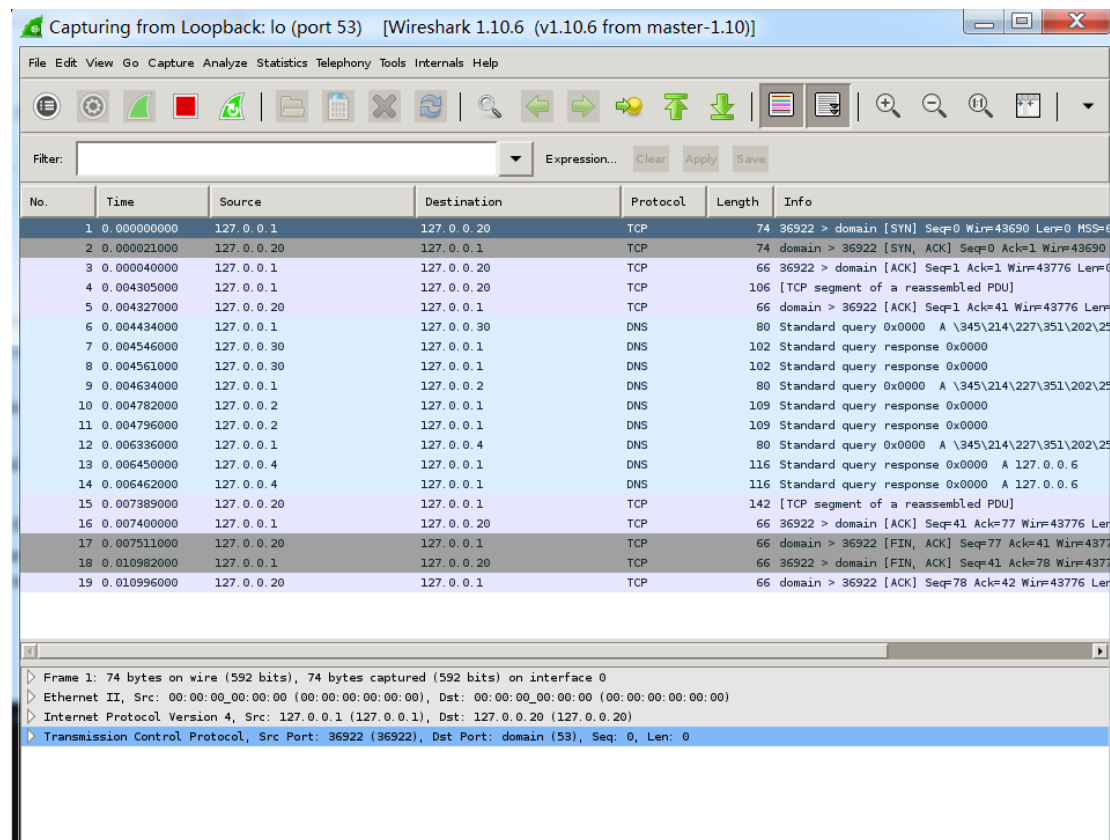 Capturing from Loopback: lo (port 53) [Wireshark 1.10.6 (v1.10.6 from master-1.10)]
File Edit View Go Capture Analyze Statistics Telephony Tools Internals Help
Filter: Expression... Clear Apply Save
No. Time Source Destination Protocol Length Info
1 0.000000000 127.0.0.1 127.0.0.20 TCP 74 36922 > domain [SYN] Seq=0 Win=43690 Len=0 MSS=6
2 0.000021000 127.0.0.20 127.0.0.1 TCP 74 domain > 36922 [SYN, ACK] Seq=0 Ack=1 Win=43690
3 0.000040000 127.0.0.1 127.0.0.20 TCP 66 36922 > domain [ACK] Seq=1 Ack=1 Win=43776 Len=0
4 0.004305000 127.0.0.1 127.0.0.20 TCP 106 [TCP segment of a reassembled PDU]
5 0.004327000 127.0.0.20 127.0.0.1 TCP 66 domain > 36922 [ACK] Seq=1 Ack=41 Win=43776 Len=
6 0.004434000 127.0.0.1 127.0.0.30 DNS 80 Standard query 0x0000 A \345\214\227\351\202\25
7 0.004546000 127.0.0.30 127.0.0.1 DNS 102 Standard query response 0x0000
8 0.004561000 127.0.0.30 127.0.0.1 DNS 102 Standard query response 0x0000
9 0.004634000 127.0.0.1 127.0.0.2 DNS 80 Standard query 0x0000 A \345\214\227\351\202\25
10 0.004782000 127.0.0.2 127.0.0.1 DNS 109 Standard query response 0x0000
11 0.004796000 127.0.0.2 127.0.0.1 DNS 109 Standard query response 0x0000
12 0.006336000 127.0.0.1 127.0.0.4 DNS 80 Standard query 0x0000 A \345\214\227\351\202\25
13 0.006450000 127.0.0.4 127.0.0.1 DNS 116 Standard query response 0x0000 A 127.0.0.6
14 0.006462000 127.0.0.4 127.0.0.1 DNS 116 Standard query response 0x0000 A 127.0.0.6
15 0.007389000 127.0.0.20 127.0.0.1 TCP 142 [TCP segment of a reassembled PDU]
16 0.007400000 127.0.0.1 127.0.0.20 TCP 66 36922 > domain [ACK] Seq=41 Ack=77 Win=43776 Len
17 0.007511000 127.0.0.20 127.0.0.1 TCP 66 domain > 36922 [FIN, ACK] Seq=77 Ack=41 Win=4377
18 0.010982000 127.0.0.1 127.0.0.20 TCP 66 36922 > domain [FIN, ACK] Seq=41 Ack=78 Win=4377
19 0.010996000 127.0.0.20 127.0.0.1 TCP 66 domain > 36922 [ACK] Seq=78 Ack=42 Win=43776 Len
Frame 1: 74 bytes on wire (592 bits), 74 bytes captured (592 bits) on interface 0
Ethernet II, Src: 00:00:00_00:00:00 (00:00:00:00:00:00), Dst: 00:00:00_00:00:00 (00:00:00:00:00:00)
Internet Protocol Version 4, Src: 127.0.0.1 (127.0.0.1), Dst: 127.0.0.20 (127.0.0.20)
Transmission Control Protocol, Src Port: 36922 (36922), Dst Port: domain (53), Seq: 0, Len: 0